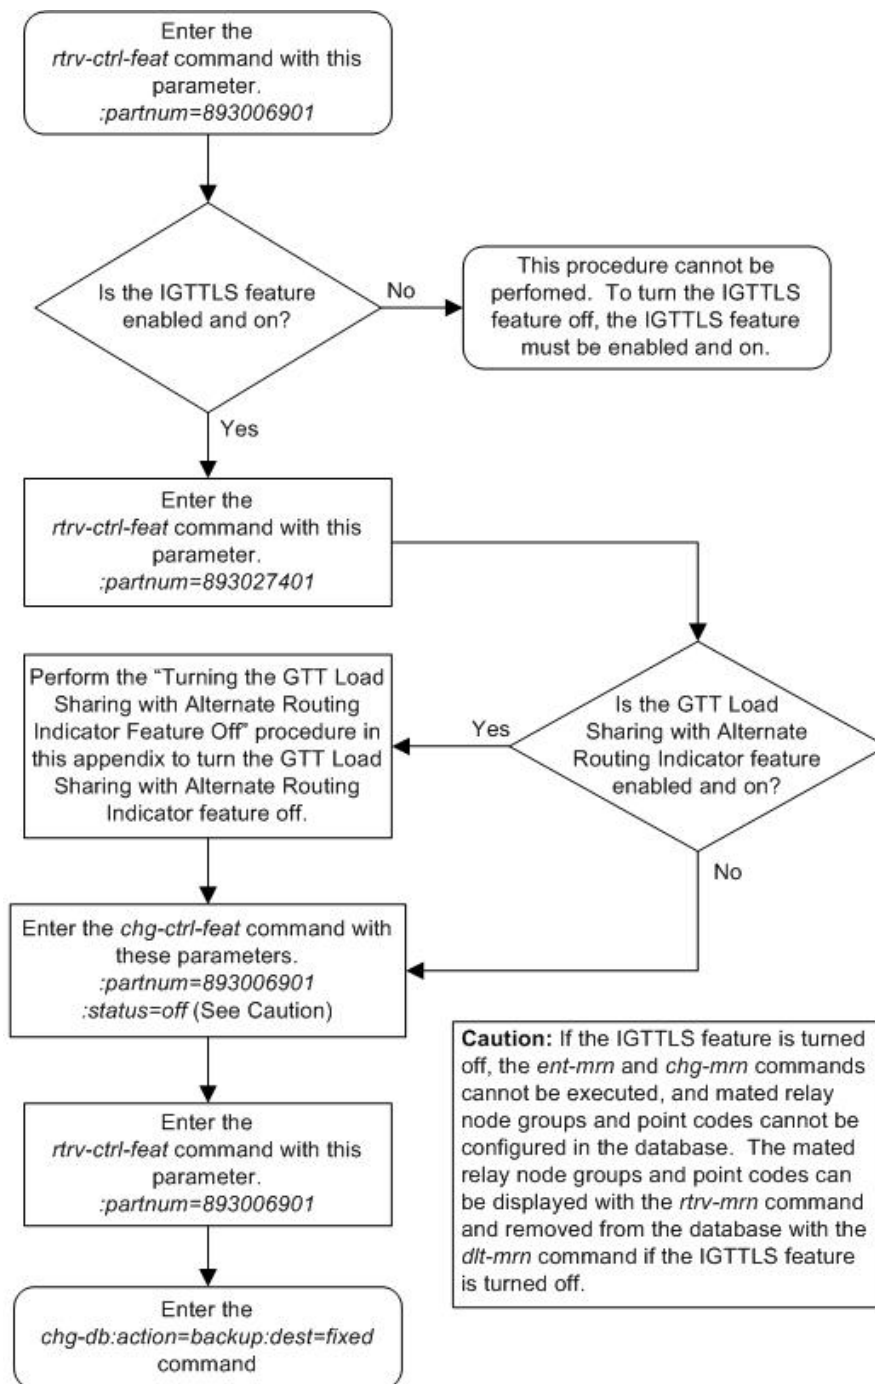 Enter the
rtrv-ctrl-feat command with this
parameter.
:partnum=893006901
Is the IGTTLS feature
enabled and on?
No
This procedure cannot be
perfomed. To turn the IGTTLS
feature off, the IGTTLS feature
must be enabled and on.
Yes
Enter the
rtrv-ctrl-feat command with this
parameter.
:partnum=893027401
Is the GTT Load
Sharing with Alternate
Routing Indicator feature
enabled and on?
Yes
Perform the “Turning the GTT Load
Sharing with Alternate Routing
Indicator Feature Off” procedure in
this appendix to turn the GTT Load
Sharing with Alternate Routing
Indicator feature off.
No
Enter the chg-ctrl-feat command with
these parameters.
:partnum=893006901
:status=off (See Caution)
Caution: If the IGTTLS feature is turned
off, the ent-mrn and chg-mrn commands
cannot be executed, and mated relay
node groups and point codes cannot be
configured in the database. The mated
relay node groups and point codes can
be displayed with the rtrv-mrn command
and removed from the database with the
dlt-mrn command if the IGTTLS feature
is turned off.
Enter the
rtrv-ctrl-feat command with this
parameter.
:partnum=893006901
Enter the
chg-db:action=backup:dest=fixed
command